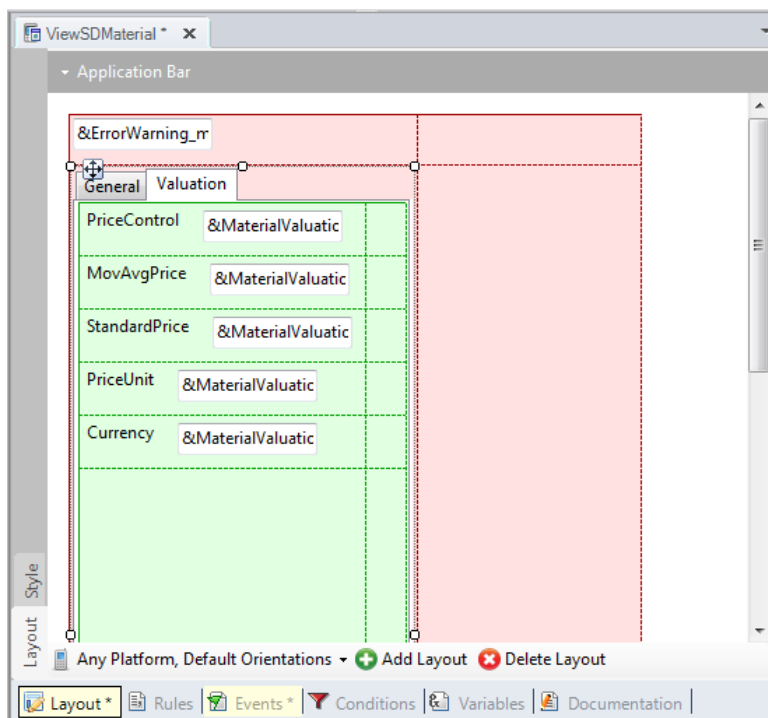 ViewSDMaterial *
Application Bar
&ErrorWarning_m
General Valuation
PriceControl &MaterialValuatic
MovAvgPrice &MaterialValuatic
StandardPrice &MaterialValuatic
PriceUnit &MaterialValuatic
Currency &MaterialValuatic
Style
Layout
Any Platform, Default Orientations Add Layout Delete Layout
Layout * Rules Events * Conditions Variables Documentation